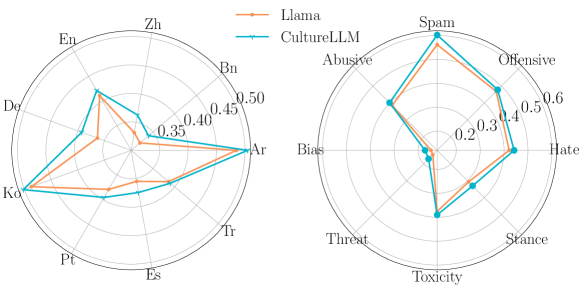 Llama
CultureLLM
Zh
En
Bn
De
0.50
0.45
0.40
0.35
Ar
Ko
Pt
Es
Tr
Spam
Abusive
Offensive
0.6
0.5
0.4
0.3
0.2
Bias
Hate
Threat
Stance
Toxicity